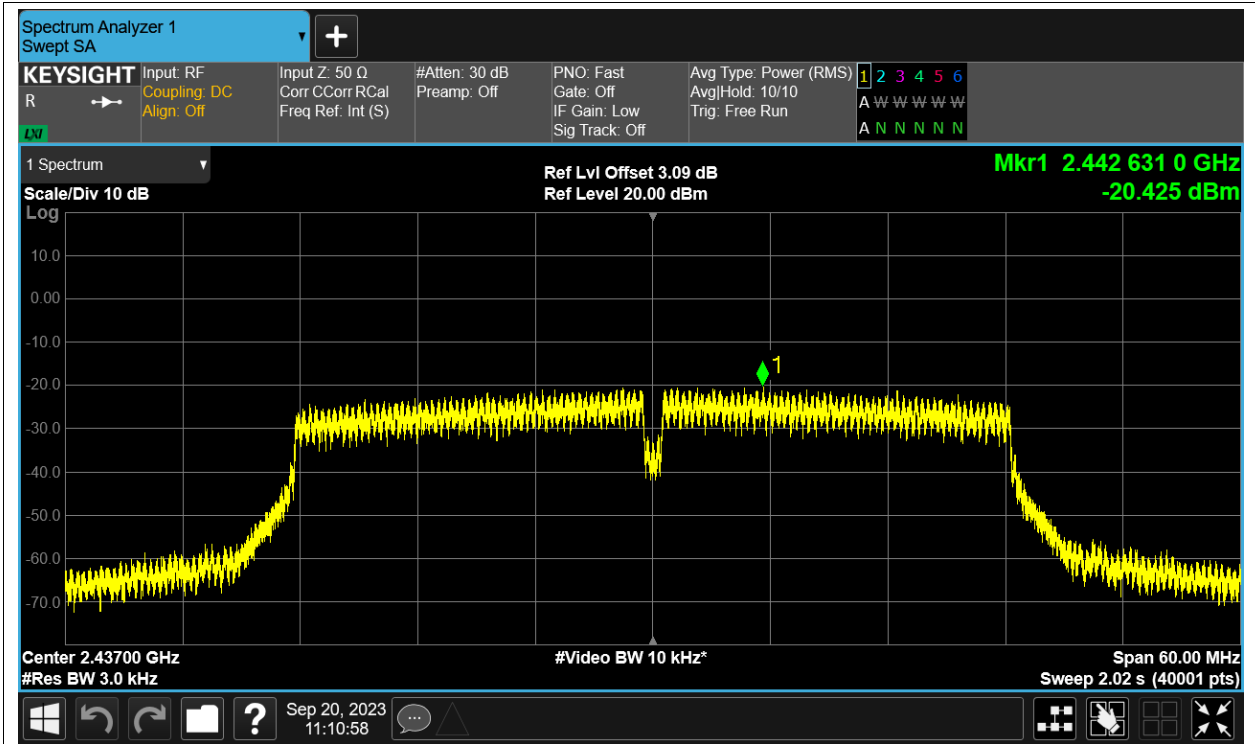 Spectrum Analyzer 1
Swept SA
+
KEYSIGHT
R
LXI
Input: RF
Coupling: DC
Align: Off
Input Z: 50 Ω
Corr CCorr RCal
Freq Ref: Int (S)
#Atten: 30 dB
Preamp: Off
PNO: Fast
Gate: Off
IF Gain: Low
Sig Track: Off
Avg Type: Power (RMS)
Avg|Hold: 10/10
Trig: Free Run
1 2 3 4 5 6
A W W W W W
A N N N N N
1 Spectrum
Scale/Div 10 dB
Log
Ref Lvl Offset 3.09 dB
Ref Level 20.00 dBm
Mkr1 2.442 631 0 GHz
-20.425 dBm
10.0
0.00
-10.0
1
-20.0
-30.0
-40.0
-50.0
-60.0
-70.0
Center 2.43700 GHz
#Video BW 10 kHz*
Span 60.00 MHz
#Res BW 3.0 kHz
Sweep 2.02 s (40001 pts)
?
Sep 20, 2023
11:10:58